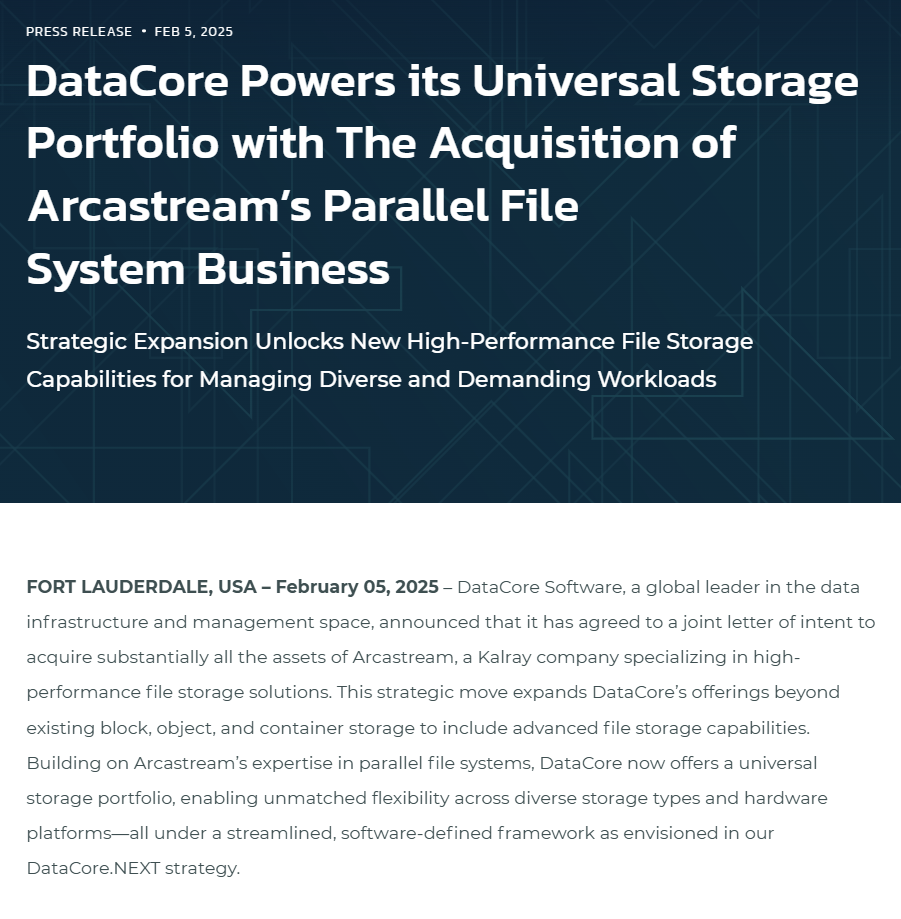 PRESS RELEASE • FEB 5, 2025
DataCore Powers its Universal Storage
Portfolio with The Acquisition of
Arcastream’s Parallel File
System Business
Strategic Expansion Unlocks New High-Performance File Storage
Capabilities for Managing Diverse and Demanding Workloads
FORT LAUDERDALE, USA – February 05, 2025 – DataCore Software, a global leader in the data
infrastructure and management space, announced that it has agreed to a joint letter of intent to
acquire substantially all the assets of Arcastream, a Kalray company specializing in high-
performance file storage solutions. This strategic move expands DataCore’s offerings beyond
existing block, object, and container storage to include advanced file storage capabilities.
Building on Arcastream’s expertise in parallel file systems, DataCore now offers a universal
storage portfolio, enabling unmatched flexibility across diverse storage types and hardware
platforms—all under a streamlined, software-defined framework as envisioned in our
DataCore.NEXT strategy.